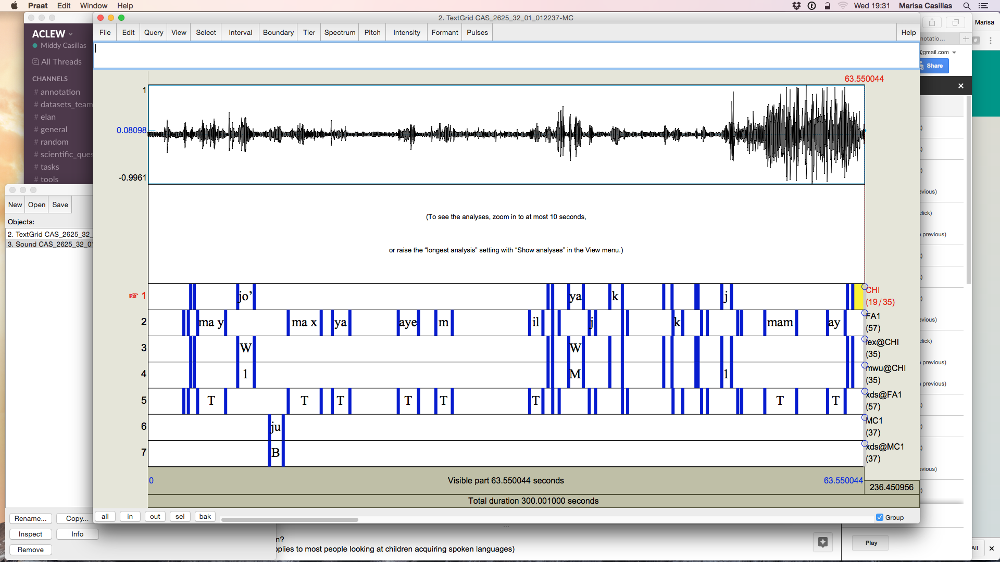 Praat Edit Window Help
Wed 19:31 Marisa Casillas
2. TextGrid CAS_2625_32_01_012237-MC
File Edit Query View Select Interval Boundary Tier Spectrum Pitch Intensity Formant Pulses Help
ACLEW
Middy Casillas
All Threads
CHANNELS
# annotation
# datasets_team
# elan
# general
# random
# scientific_ques
# tasks
# tools
New Open Save
Objects:
2. TextGrid CAS_2625_32_
3. Sound CAS_2625_32_0
Rename... Copy...
Inspect Info
Remove
63.550044
1
0.08098
-0.9961
(To see the analyses, zoom in to at most 10 seconds,
or raise the “longest analysis” setting with “Show analyses” in the View menu.)
1 jo’ ya k j CHI
(19/35)
2 ma y ma x ya aye m il j k mam ay FA1
(57)
3 W W lex@CHI
(35)
4 1 M 1 mwu@CHI
(35)
5 T T T T T T T T xds@FA1
(57)
6 ju MC1
(37)
7 B xds@MC1
(37)
0 Visible part 63.550044 seconds 63.550044
236.450956
Total duration 300.001000 seconds
all in out sel bak
Group
n?
pplies to most people looking at children acquiring spoken languages)
Marisa
notatio...
@gmail.com
Share
evious)
click)
n previous)
evious)
click)
n previous)
n previous)
evious)
Play
All